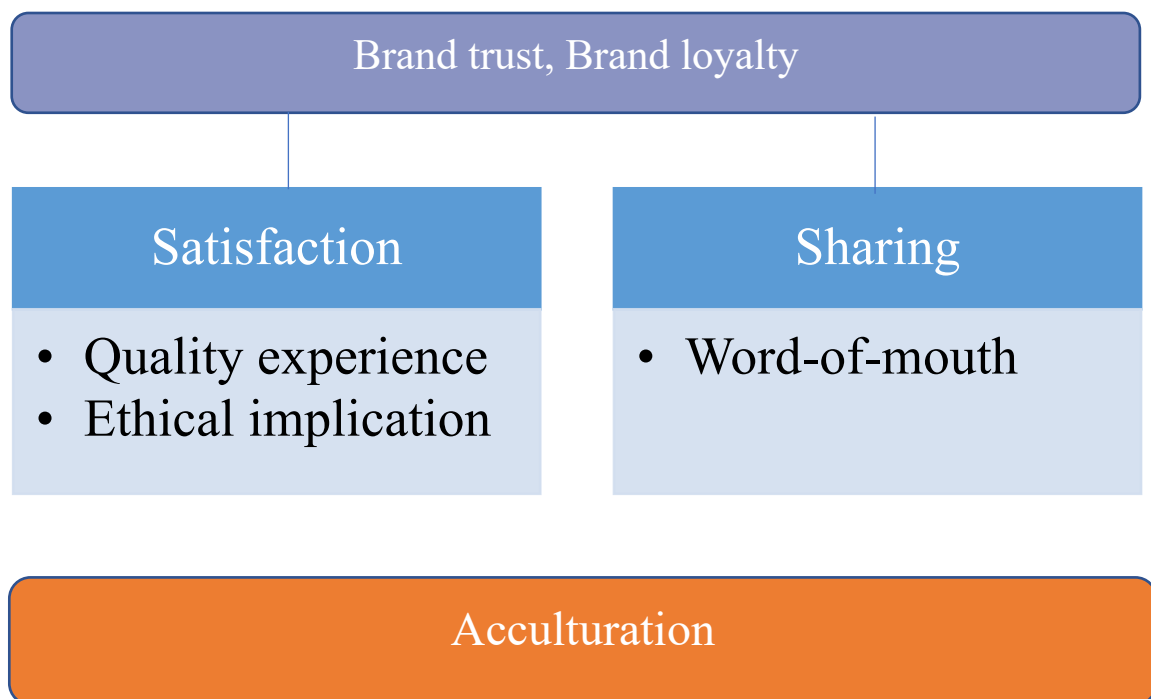 Brand trust, Brand loyalty
Satisfaction
• Quality experience
• Ethical implication
Sharing
• Word-of-mouth
Acculturation